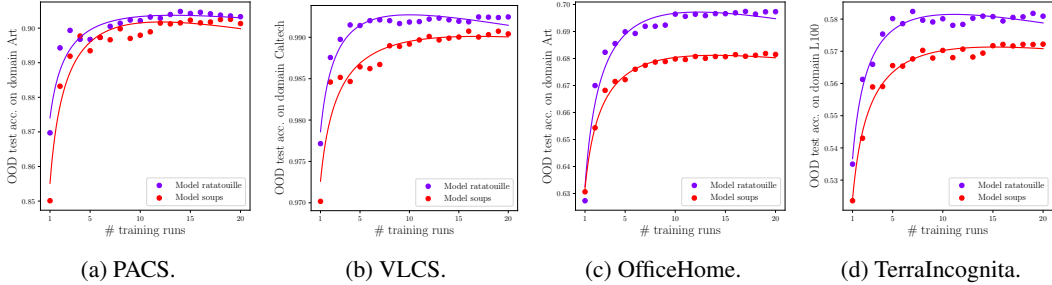 OOD test acc. on domain Art
0.90
0.89
0.88
0.87
0.86
0.85
1
5
10
15
20
# training runs
Model ratatouille
Model soups
(a) PACS.
OOD test acc. on domain Caltech
0.990
0.985
0.980
0.975
0.970
1
5
10
15
20
# training runs
Model ratatouille
Model soups
(b) VLCS.
OOD test acc. on domain Art
0.70
0.69
0.68
0.67
0.66
0.65
0.64
0.63
1
5
10
15
20
# training runs
Model ratatouille
Model soups
(c) OfficeHome.
OOD test acc. on domain L100
0.58
0.57
0.56
0.55
0.54
0.53
1
5
10
15
20
# training runs
Model ratatouille
Model soups
(d) TerraIncognita.